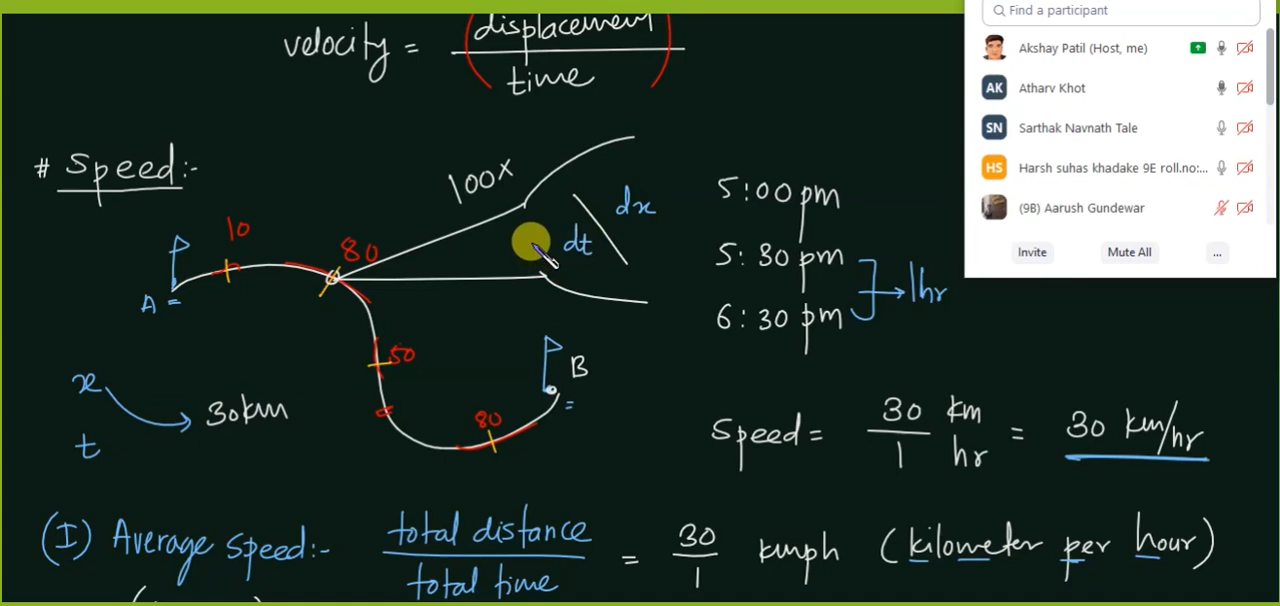 velocity = displacement / time
# Speed:-
100x
dx
dt
10
80
A =
50
80
B
=
x
t
30km
5:00 pm
5:30 pm
6:30 pm
1hr
Speed = 30 km / 1 hr = 30 km/hr
(I) Average speed:- total distance / total time = 30 / 1 kmph (kilometer per hour)
Find a participant
Akshay Patil (Host, me)
AK Atharv Khot
SN Sarthak Navnath Tale
HS Harsh suhas khadake 9E roll.no:...
(9B) Aarush Gundewar
Invite Mute All ...